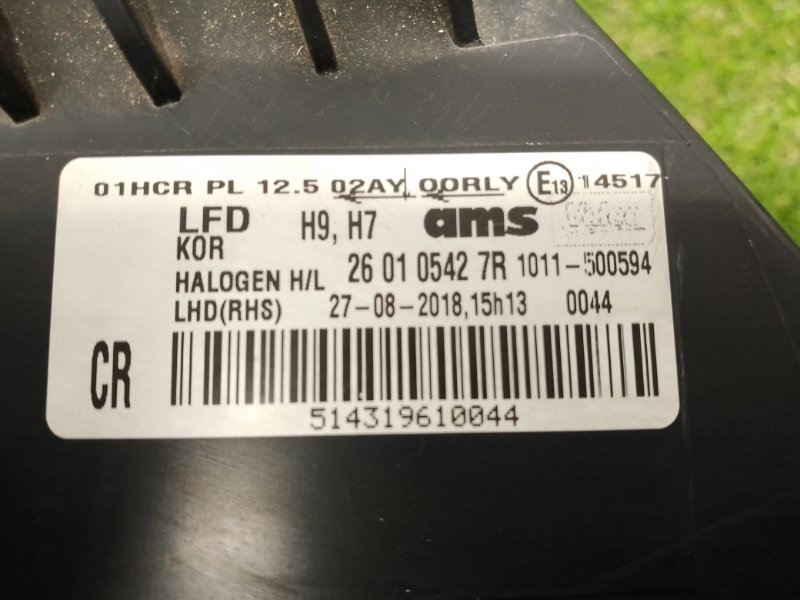 01HCR PL 12.5 02AY, 00RLY E13 14517
LFD H9, H7 ams Valeo
KOR
HALOGEN H/L 26 01 0542 7R 1011-500594
LHD(RHS) 27-08-2018,15h13 0044
CR
514319610044